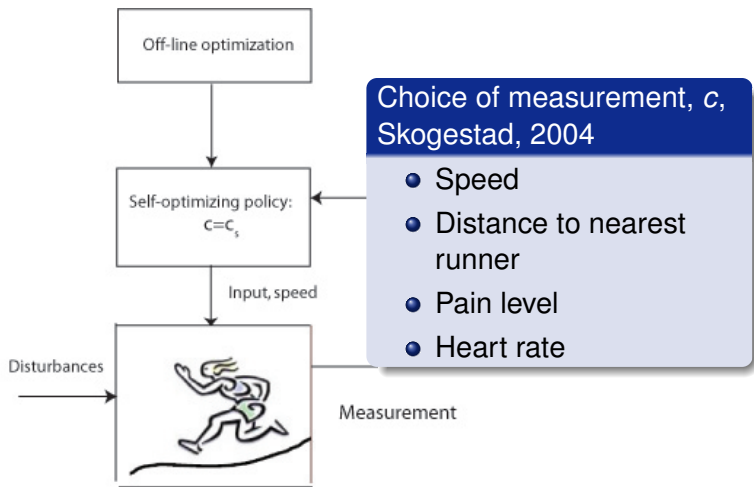 Off-line optimization
Choice of measurement, c,
Skogestad, 2004
Speed
Distance to nearest
runner
Pain level
Heart rate
Self-optimizing policy:
c=cₛ
Input, speed
Disturbances
Measurement